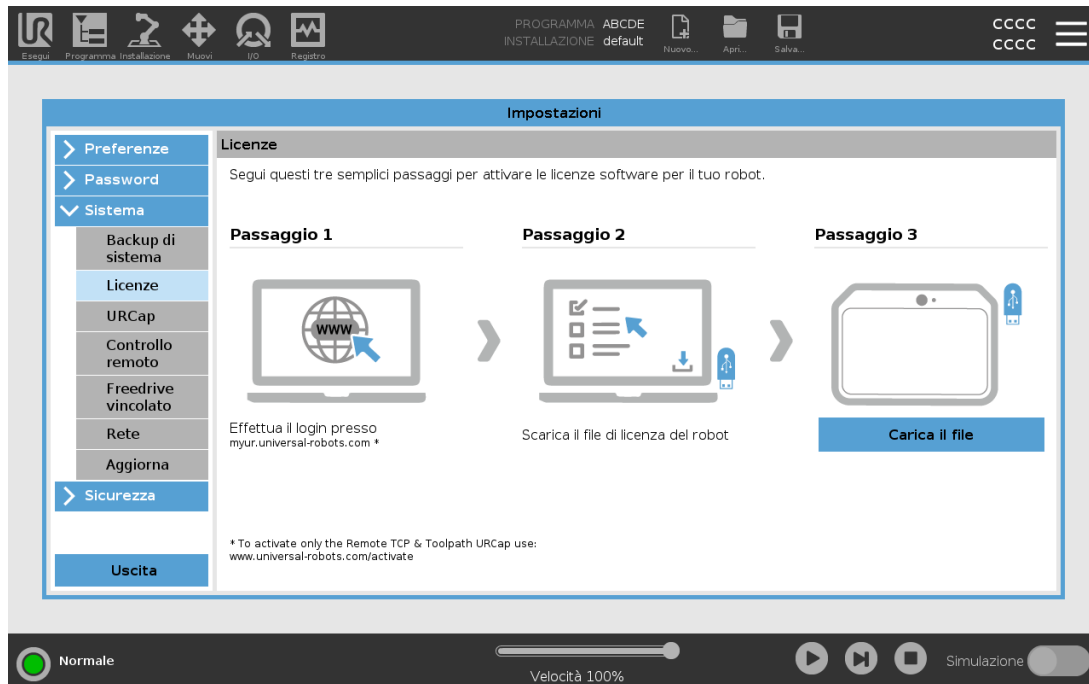 UR
PROGRAMMA ABCDE
INSTALLAZIONE default
CCCC
CCCC
Esegui
Programma
Installazione
Muovi
I/O
Registro
Nuovo...
Apri...
Salva...
Impostazioni
Preferenze
Password
Sistema
Backup di
sistema
Licenze
URCap
Controllo
remoto
Freedrive
vincolato
Rete
Aggiorna
Sicurezza
Uscita
Licenze
Segui questi tre semplici passaggi per attivare le licenze software per il tuo robot.
Passaggio 1
www
Effettua il login presso
myur.universal-robots.com *
Passaggio 2
Scarica il file di licenza del robot
Passaggio 3
Carica il file
* To activate only the Remote TCP & Toolpath URCap use:
www.universal-robots.com/activate
Normale
Velocità 100%
Simulazione